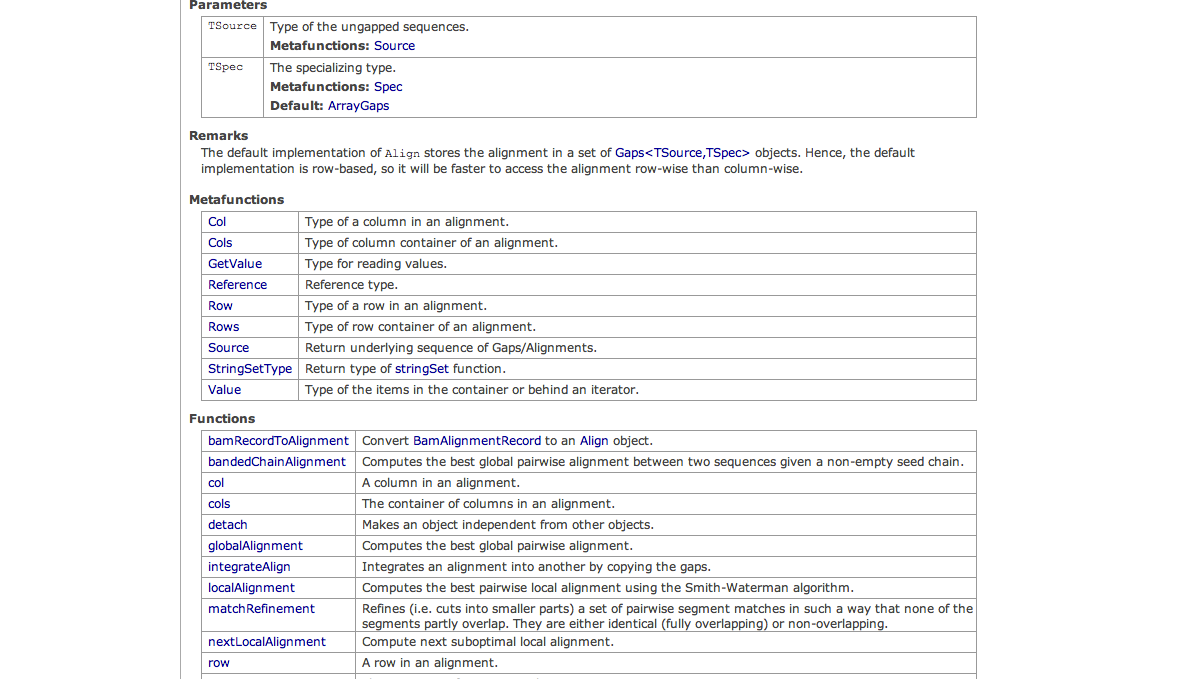 Parameters
TSource Type of the ungapped sequences.
Metafunctions: Source
TSpec The specializing type.
Metafunctions: Spec
Default: ArrayGaps
Remarks
The default implementation of Align stores the alignment in a set of Gaps<TSource,TSpec> objects. Hence, the default
implementation is row-based, so it will be faster to access the alignment row-wise than column-wise.
Metafunctions
Col Type of a column in an alignment.
Cols Type of column container of an alignment.
GetValue Type for reading values.
Reference Reference type.
Row Type of a row in an alignment.
Rows Type of row container of an alignment.
Source Return underlying sequence of Gaps/Alignments.
StringSetType Return type of stringSet function.
Value Type of the items in the container or behind an iterator.
Functions
bamRecordToAlignment Convert BamAlignmentRecord to an Align object.
bandedChainAlignment Computes the best global pairwise alignment between two sequences given a non-empty seed chain.
col A column in an alignment.
cols The container of columns in an alignment.
detach Makes an object independent from other objects.
globalAlignment Computes the best global pairwise alignment.
integrateAlign Integrates an alignment into another by copying the gaps.
localAlignment Computes the best pairwise local alignment using the Smith-Waterman algorithm.
matchRefinement Refines (i.e. cuts into smaller parts) a set of pairwise segment matches in such a way that none of the
segments partly overlap. They are either identical (fully overlapping) or non-overlapping.
nextLocalAlignment Compute next suboptimal local alignment.
row A row in an alignment.